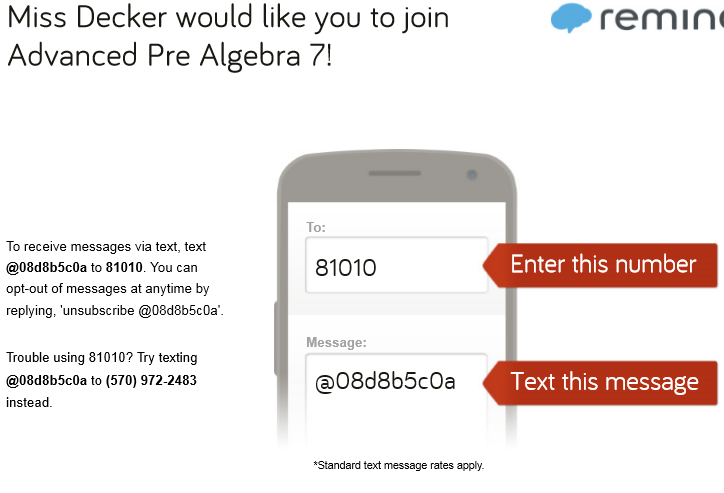 Miss Decker would like you to join
Advanced Pre Algebra 7!
remind
To receive messages via text, text
@08d8b5c0a to 81010. You can
opt-out of messages at anytime by
replying, 'unsubscribe @08d8b5c0a'.
Trouble using 81010? Try texting
@08d8b5c0a to (570) 972-2483
instead.
To:
81010
Enter this number
Message:
@08d8b5c0a
Text this message
*Standard text message rates apply.